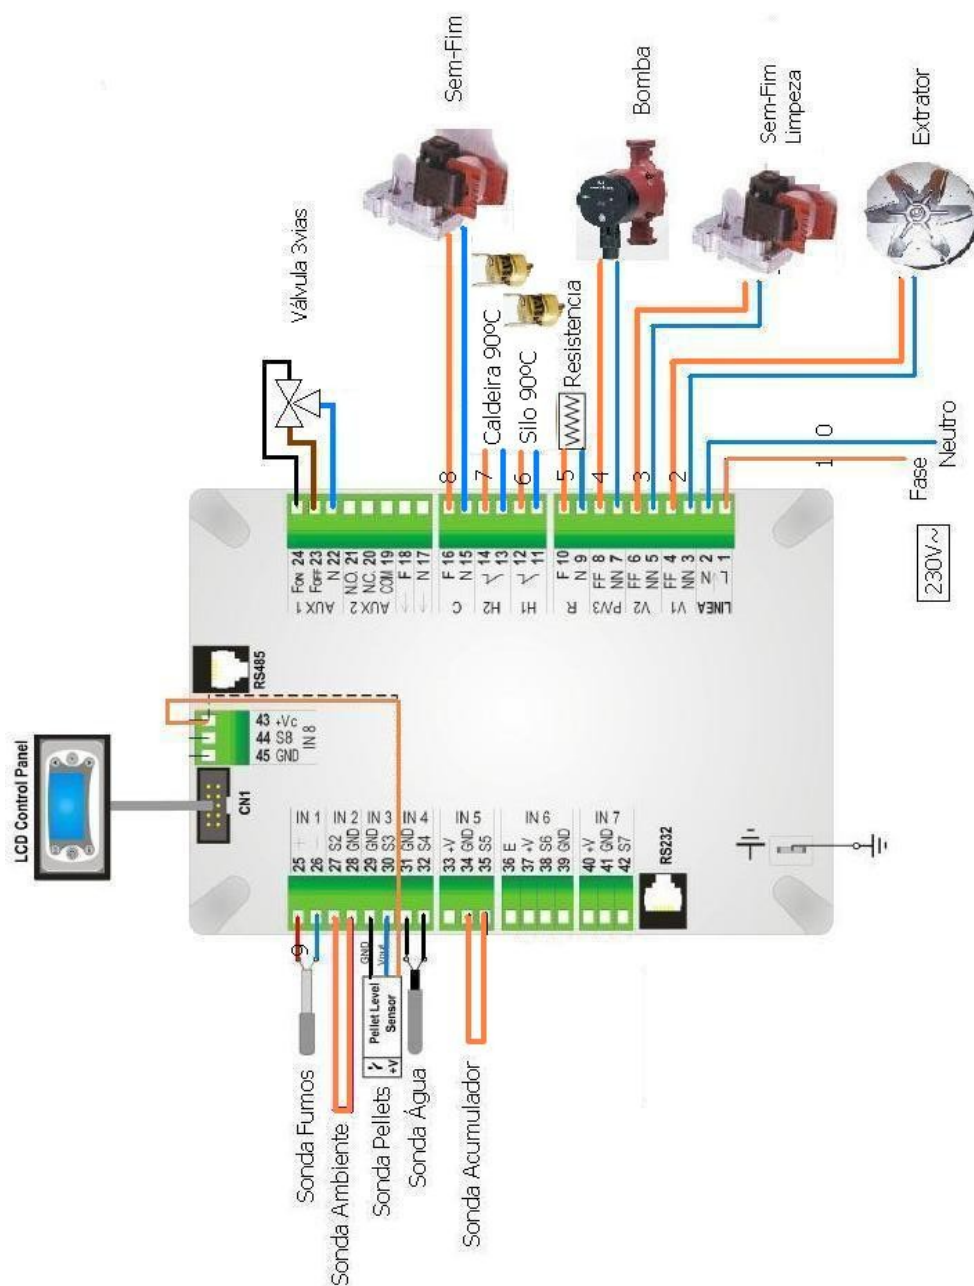 LCD Control Panel
CN1
45 GND
44 S8
43 +Vc
IN 8
RS485
Sonda Fumos
9
25 +
26 -
IN 1
Sonda Ambiente
27 S2
28 GND
IN 2
Sonda Pellets
Pellet Level
Sensor
+V
GND
Vout
29 GND
30 S3
IN 3
Sonda Água
31 GND
32 S4
IN 4
Sonda Acumulador
33 +V
34 GND
35 S5
IN 5
36 E
37 +V
38 S6
39 GND
IN 6
40 +V
41 GND
42 S7
IN 7
RS232
AUX 1
FON 24
FOFF 23
N 22
Válvula 3vias
AUX 2
N.O. 21
N.C. 20
COM 19
F 18
N 17
C
F 16
N 15
8
Sem-Fim
H2
14
13
7
Caldeira 90ºC
H1
12
11
6
Silo 90ºC
R
F 10
N 9
5
Resistencia
P/V3
FF 8
NN 7
4
Bomba
V2
FF 6
NN 5
3
Sem-Fim
Limpeza
V1
FF 4
NN 3
2
Extrator
LINEA
N 2
L 1
0
1
Neutro
Fase
230V~